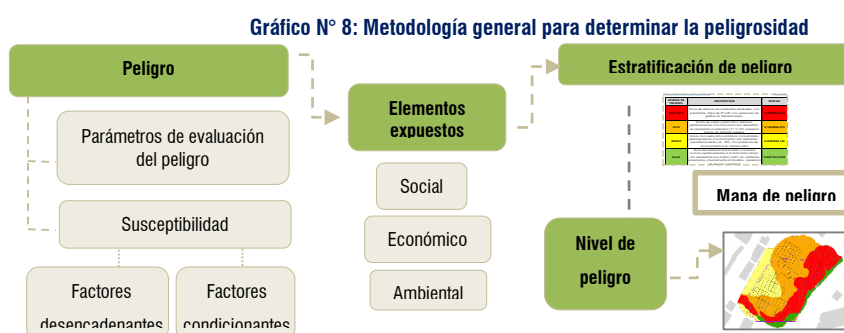 Gráfico N° 8: Metodología general para determinar la peligrosidad
Peligro
Parámetros de evaluación
del peligro
Susceptibilidad
Factores
desencadenantes
Factores
condicionantes
Elementos
expuestos
Social
Económico
Ambiental
Estratificación de peligro
Mapa de peligro
Nivel de
peligro